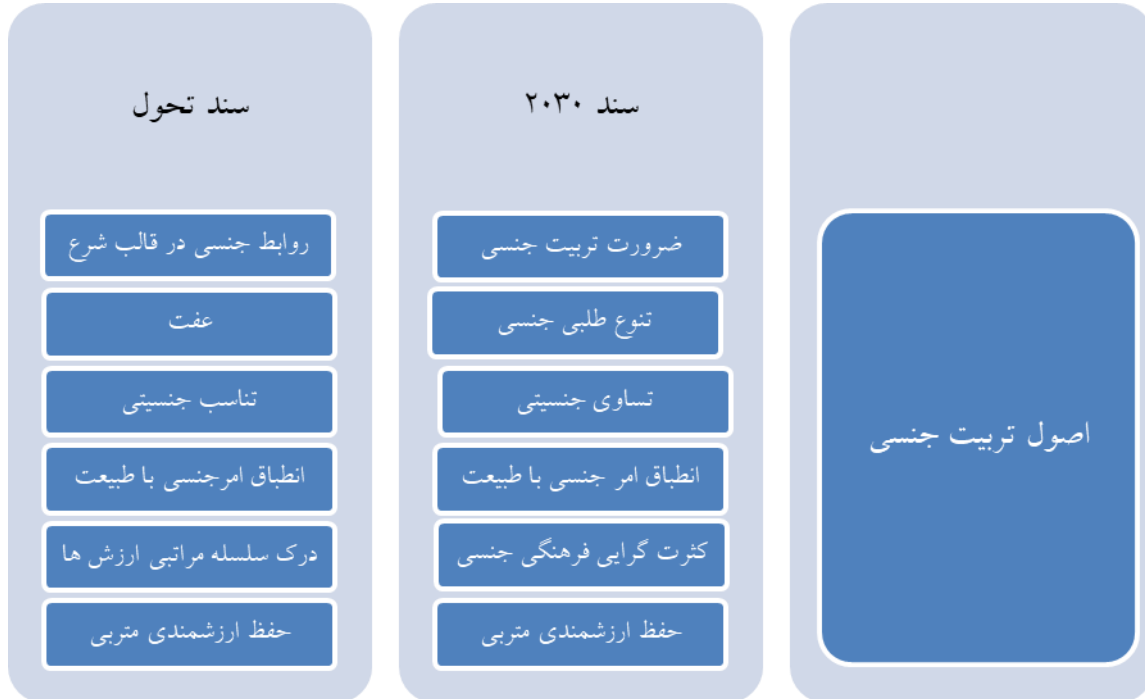 اصول تربیت جنسی
سند ۲۰۳۰
ضرورت تربیت جنسی
تنوع طلبی جنسی
تساوی جنسیتی
انطباق امر جنسی با طبیعت
کثرت گرایی فرهنگی جنسی
حفظ ارزشمندی متربی
سند تحول
روابط جنسی در قالب شرع
عفت
تناسب جنسیتی
انطباق امرجنسی با طبیعت
درک سلسله مراتبی ارزش ها
حفظ ارزشمندی متربی